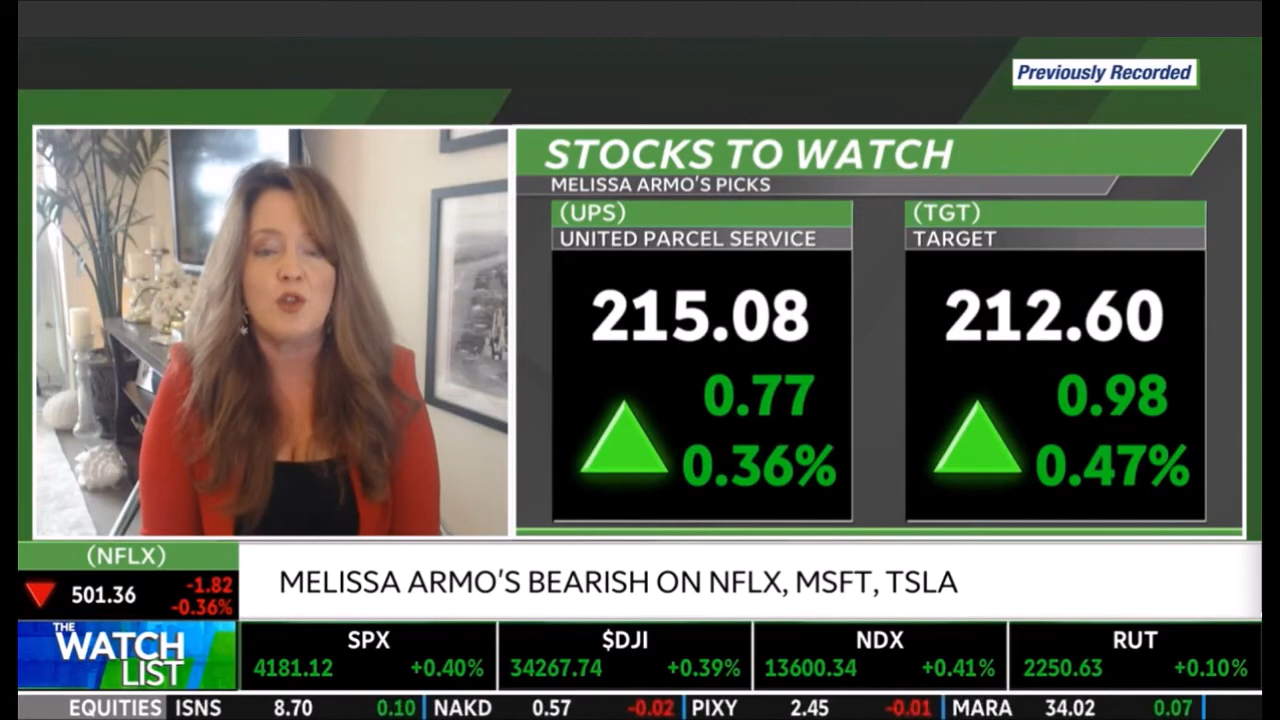 Previously Recorded
STOCKS TO WATCH
MELISSA ARMO'S PICKS
(UPS)
UNITED PARCEL SERVICE
215.08
0.77
0.36%
(TGT)
TARGET
212.60
0.98
0.47%
(NFLX)
501.36
-1.82
-0.36%
MELISSA ARMO'S BEARISH ON NFLX, MSFT, TSLA
THE
WATCH
LIST
SPX
4181.12 +0.40%
$DJI
34267.74 +0.39%
NDX
13600.34 +0.41%
RUT
2250.63 +0.10%
EQUITIES ISNS 8.70 0.10 NAKD 0.57 -0.02 PIXY 2.45 -0.01 MARA 34.02 0.07